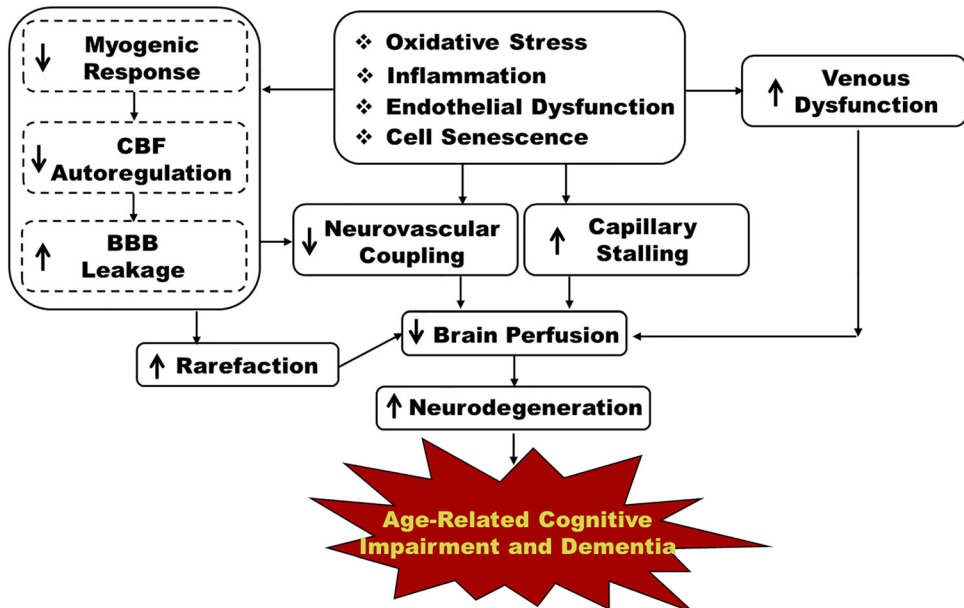 Myogenic
Response
CBF
Autoregulation
BBB
Leakage
Oxidative Stress
Inflammation
Endothelial Dysfunction
Cell Senescence
Venous
Dysfunction
Neurovascular
Coupling
Capillary
Stalling
Rarefaction
Brain Perfusion
Neurodegeneration
Age-Related Cognitive
Impairment and Dementia